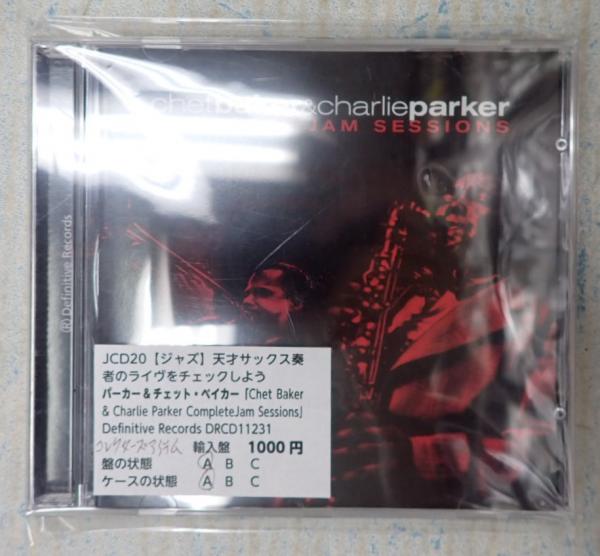 chetbaker&charlieparker
JAM SESSIONS
(R) Definitive Records
JCD20【ジャズ】天才サックス奏
者のライヴをチェックしよう
パーカー&チェット・ベイカー「Chet Baker
& Charlie Parker CompleteJam Sessions」
Definitive Records DRCD11231
コレクターズアイテム 輸入盤 1000円
盤の状態 A B C
ケースの状態 A B C